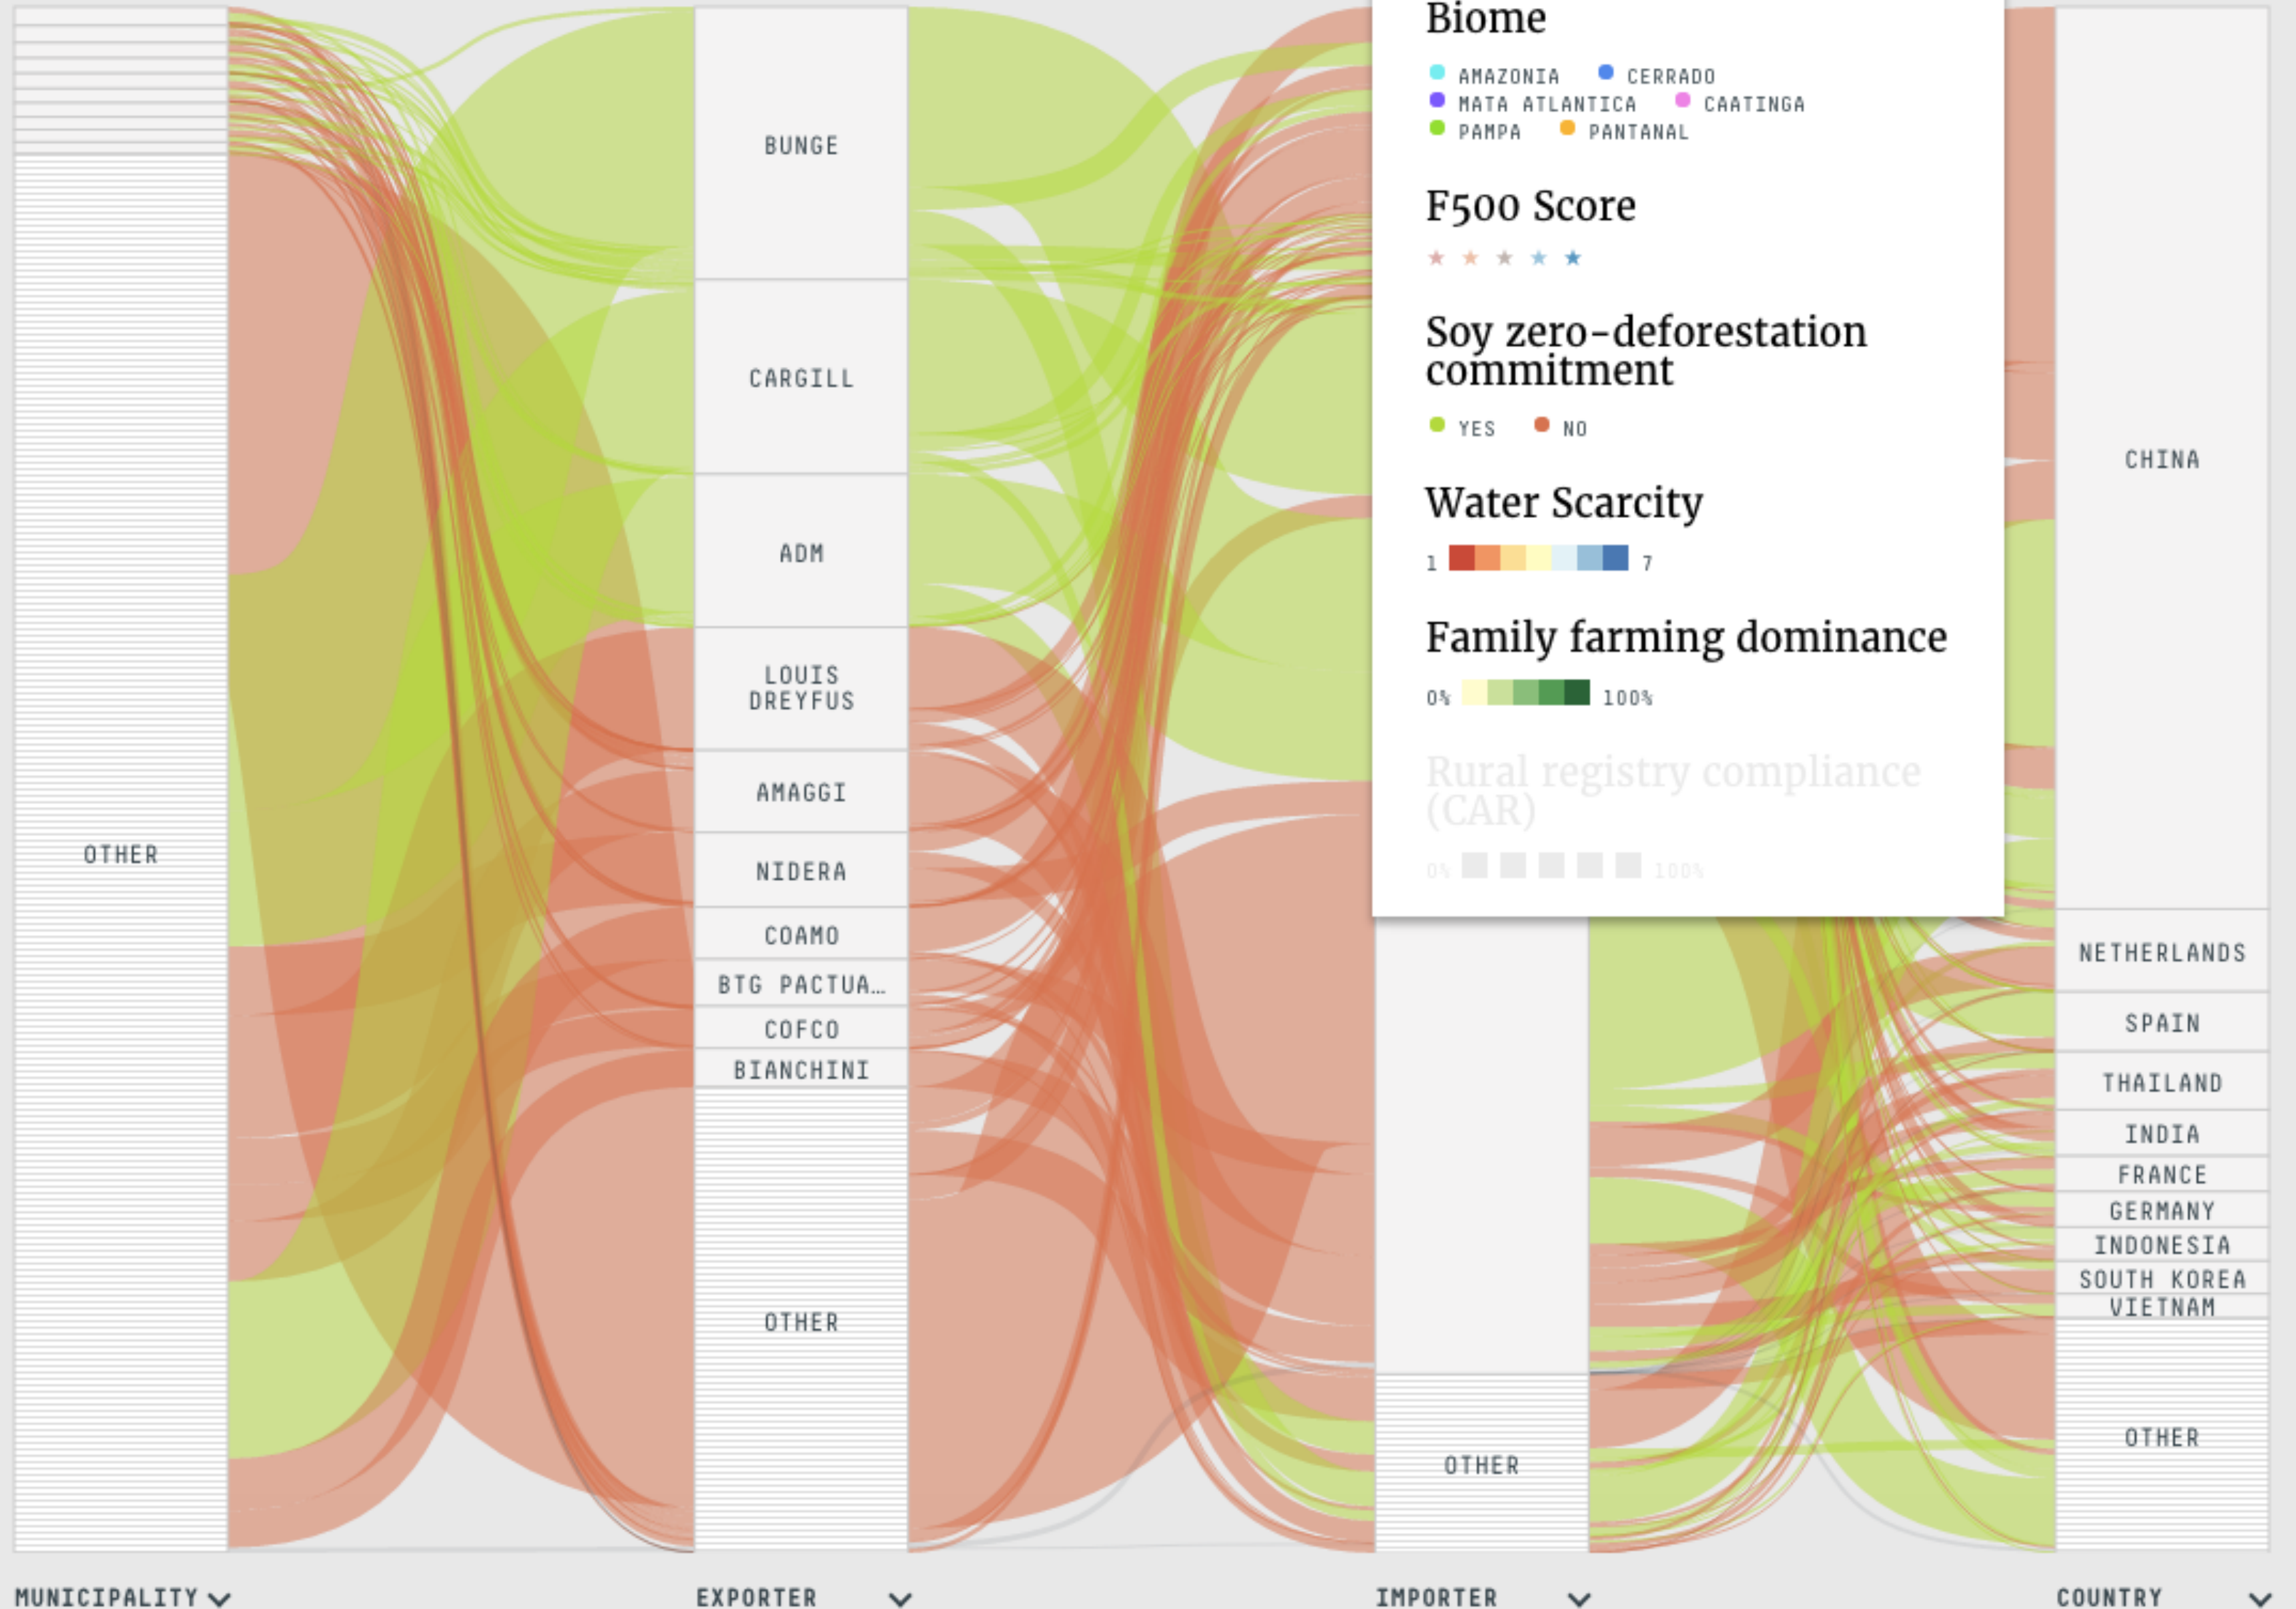 OTHER
MUNICIPALITY
BUNGE
CARGILL
ADM
LOUIS
DREYFUS
AMAGGI
NIDERA
COAMO
BTG PACTUA…
COFCO
BIANCHINI
OTHER
EXPORTER
Biome
AMAZONIA CERRADO
MATA ATLANTICA CAATINGA
PAMPA PANTANAL
F500 Score
Soy zero-deforestation
commitment
YES NO
Water Scarcity
1 7
Family farming dominance
0% 100%
Rural registry compliance
(CAR)
0% 100%
OTHER
IMPORTER
CHINA
NETHERLANDS
SPAIN
THAILAND
INDIA
FRANCE
GERMANY
INDONESIA
SOUTH KOREA
VIETNAM
OTHER
COUNTRY